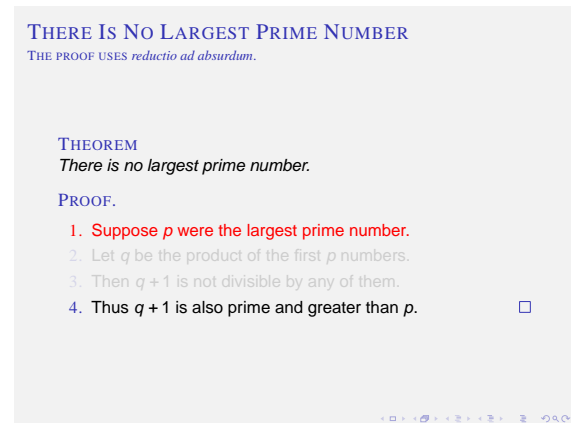 THERE IS NO LARGEST PRIME NUMBER
THE PROOF USES reductio ad absurdum.
THEOREM
There is no largest prime number.
PROOF.
1. Suppose p were the largest prime number.
2. Let q be the product of the first p numbers.
3. Then q + 1 is not divisible by any of them.
4. Thus q + 1 is also prime and greater than p.